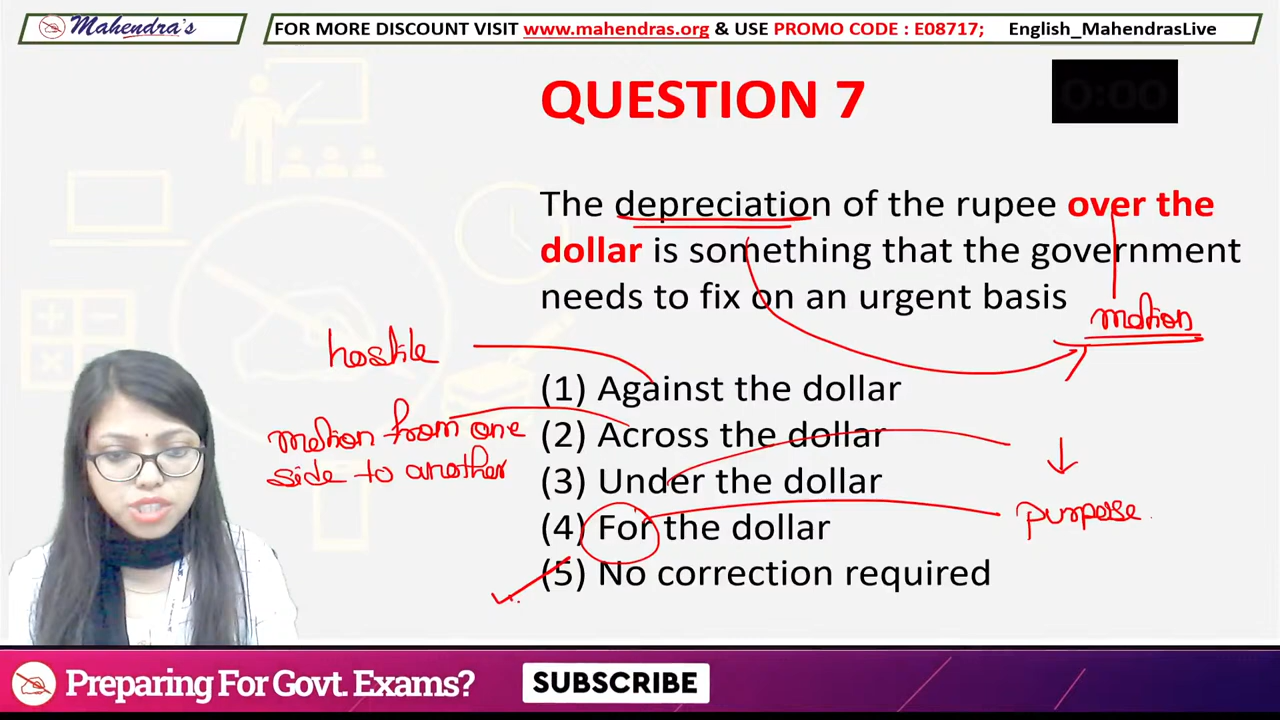 Mahendra's
FOR MORE DISCOUNT VISIT www.mahendras.org & USE PROMO CODE : E08717; English_MahendrasLive
QUESTION 7
0:00
The depreciation of the rupee over the
dollar is something that the government
needs to fix on an urgent basis
motion
hostile
(1) Against the dollar
motion from one
side to another
(2) Across the dollar
(3) Under the dollar
(4) For the dollar
purpose
(5) No correction required
Preparing For Govt. Exams?
SUBSCRIBE